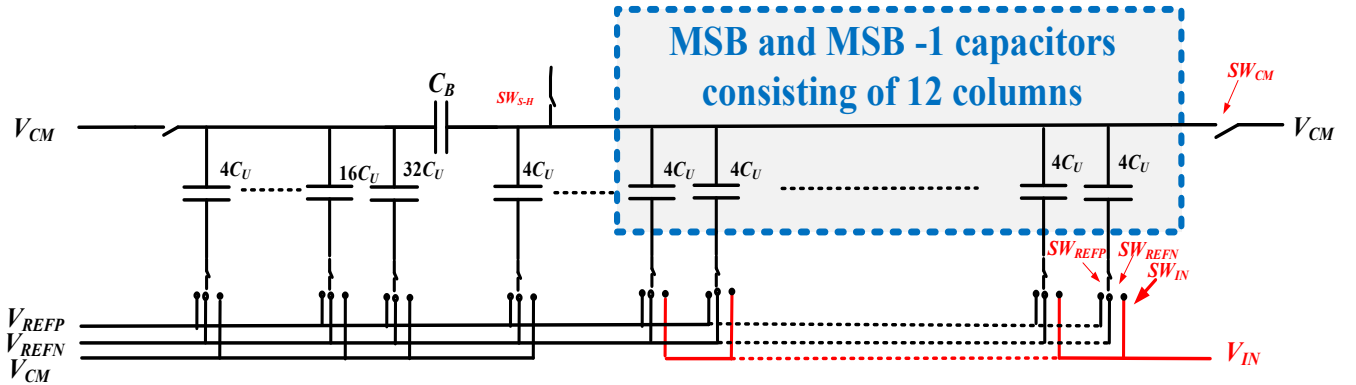 MSB and MSB -1 capacitors
consisting of 12 columns
SW_CM
C_B
SW_S-H
V_CM
V_CM
4C_U
16C_U
32C_U
4C_U
4C_U
4C_U
4C_U
4C_U
SW_REFP
SW_REFN
SW_IN
V_REFP
V_REFN
V_CM
V_IN